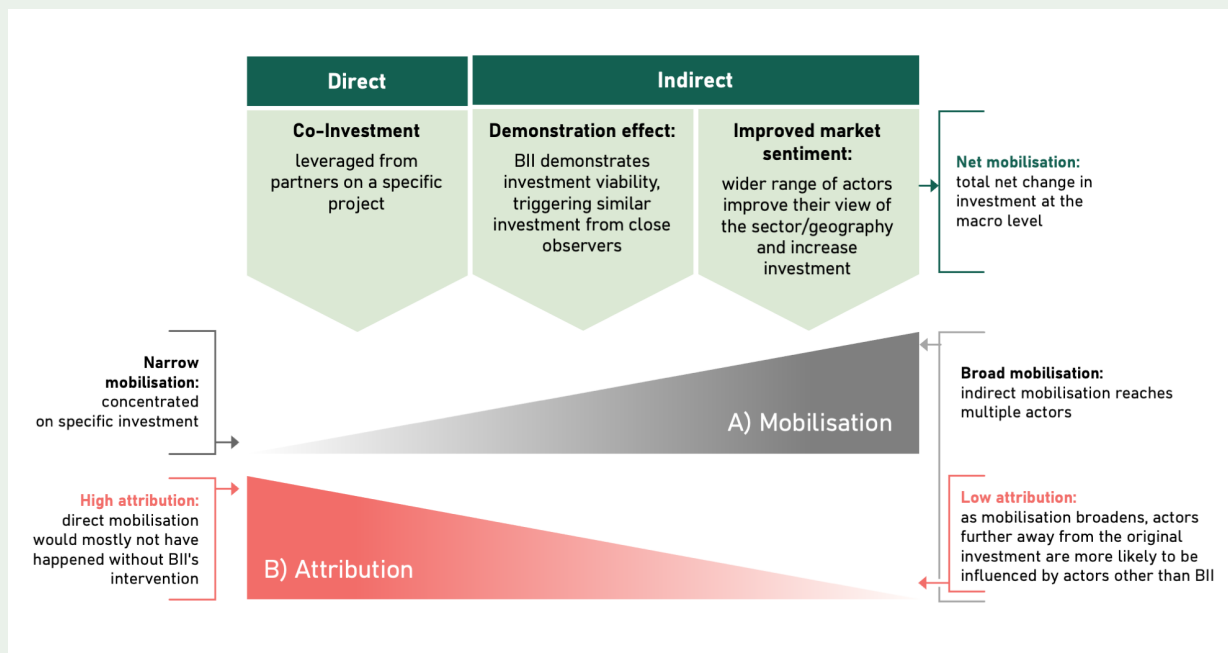 Direct
Indirect
Co-Investment
leveraged from
partners on a specific
project
Demonstration effect:
BII demonstrates
investment viability,
triggering similar
investment from close
observers
Improved market
sentiment:
wider range of actors
improve their view of
the sector/geography
and increase
investment
Net mobilisation:
total net change in
investment at the
macro level
Narrow
mobilisation:
concentrated
on specific investment
A) Mobilisation
Broad mobilisation:
indirect mobilisation reaches
multiple actors
High attribution:
direct mobilisation
would mostly not have
happened without BII's
intervention
B) Attribution
Low attribution:
as mobilisation broadens, actors
further away from the original
investment are more likely to be
influenced by actors other than BII